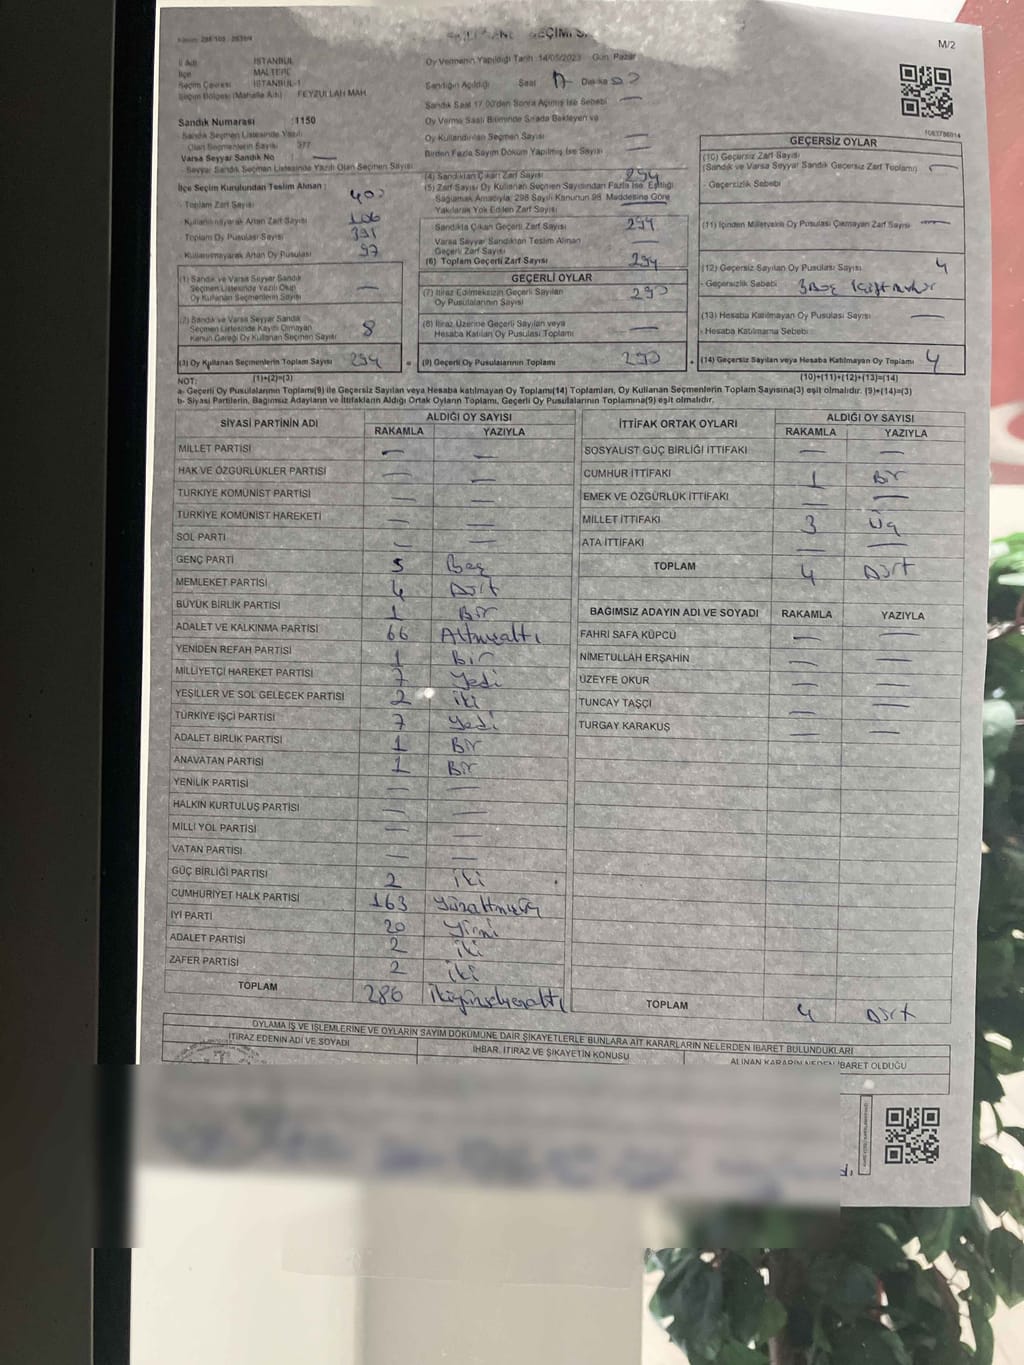 GEÇİM S
M/2
İl Adı İSTANBUL
İlçe MALTEPE
Seçim Çevresi İSTANBUL-1
Seçim Bölgesi (Mahalle Adı) FEYZULLAH MAH.
Sandık Numarası :1150
Sandık Seçmen Listesinde Yazılı
Olan Seçmenlerin Sayısı 377
Varsa Seyyar Sandık No —
Seyyar Sandık Seçmen Listesinde Yazılı Olan Seçmen Sayısı
İlçe Seçim Kurulundan Teslim Alınan :
Toplam Zarf Sayısı 400
Kullanılmayarak Artan Zarf Sayısı 106
Toplam Oy Pusulası Sayısı 391
Kullanılmayarak Artan Oy Pusulası 97
(1) Sandık ve Varsa Seyyar Sandık
Seçmen Listesinde Yazılı Olup
Oy Kullanan Seçmenlerin Sayısı —
(2) Sandık ve Varsa Seyyar Sandık
Seçmen Listesinde Kaydı Olmayan
Kanun Gereği Oy Kullanan Seçmen Sayısı 8
(3) Oy Kullanan Seçmenlerin Toplam Sayısı 294
(1)+(2)=(3)
Oy Vermenin Yapıldığı Tarih :14/05/2023 Gün: Pazar
Sandığın Açıldığı Saat 17 Dakika
Sandık Saat 17.00'den Sonra Açılmış İse Sebebi —
Oy Verme Saati Bitiminde Sırada Bekleyen ve
Oy Kullandırılan Seçmen Sayısı —
Birden Fazla Sayım Döküm Yapılmış İse Sayısı —
(4) Sandıktan Çıkan Zarf Sayısı 294
(5) Zarf Sayısı Oy Kullanan Seçmen Sayısından Fazla İse, Eşitliği
Sağlamak Amacıyla; 298 Sayılı Kanunun 98. Maddesine Göre
Yakılarak Yok Edilen Zarf Sayısı —
Sandıkta Çıkan Geçerli Zarf Sayısı 294
Varsa Seyyar Sandıktan Teslim Alınan
Geçerli Zarf Sayısı —
(6) Toplam Geçerli Zarf Sayısı 294
GEÇERLİ OYLAR
(7) İtiraz Edilmeksizin Geçerli Sayılan
Oy Pusulalarının Sayısı 290
(8) İtiraz Üzerine Geçerli Sayılan veya
Hesaba Katılan Oy Pusulası Toplamı —
= (9) Geçerli Oy Pusulalarının Toplamı 290
1083786014
GEÇERSİZ OYLAR
(10) Geçersiz Zarf Sayısı
(Sandık ve Varsa Seyyar Sandık Geçersiz Zarf Toplamı) —
- Geçersizlik Sebebi
(11) İçinden Milletvekili Oy Pusulası Çıkmayan Zarf Sayısı —
(12) Geçersiz Sayılan Oy Pusulası Sayısı 4
- Geçersizlik Sebebi 3 Boş
(13) Hesaba Katılmayan Oy Pusulası Sayısı —
- Hesaba Katılmama Sebebi
+ (14) Geçersiz Sayılan veya Hesaba Katılmayan Oy Toplamı 4
(10)+(11)+(12)+(13)=(14)
NOT:
a- Geçerli Oy Pusulalarının Toplamı(9) ile Geçersiz Sayılan veya Hesaba katılmayan Oy Toplamı(14) Toplamları, Oy Kullanan Seçmenlerin Toplam Sayısına(3) eşit olmalıdır. (9)+(14)=(3)
b- Siyasi Partilerin, Bağımsız Adayların ve İttifakların Aldığı Ortak Oyların Toplamı, Geçerli Oy Pusulalarının Toplamına(9) eşit olmalıdır.
SİYASİ PARTİNİN ADI ALDIĞI OY SAYISI
RAKAMLA YAZIYLA
MİLLET PARTİSİ — —
HAK VE ÖZGÜRLÜKLER PARTİSİ — —
TÜRKİYE KOMÜNİST PARTİSİ — —
TÜRKİYE KOMÜNİST HAREKETİ — —
SOL PARTİ — —
GENÇ PARTİ 5 Beş
MEMLEKET PARTİSİ 4 Dört
BÜYÜK BİRLİK PARTİSİ 1 Bir
ADALET VE KALKINMA PARTİSİ 66 Altmışaltı
YENİDEN REFAH PARTİSİ 1 Bir
MİLLİYETÇİ HAREKET PARTİSİ 7 Yedi
YEŞİLLER VE SOL GELECEK PARTİSİ 2 iki
TÜRKİYE İŞÇİ PARTİSİ 7 Yedi
ADALET BİRLİK PARTİSİ 1 Bir
ANAVATAN PARTİSİ 1 Bir
YENİLİK PARTİSİ — —
HALKIN KURTULUŞ PARTİSİ — —
MİLLİ YOL PARTİSİ — —
VATAN PARTİSİ — —
GÜÇ BİRLİĞİ PARTİSİ 2 iki
CUMHURİYET HALK PARTİSİ 163 Yüzaltmışüç
İYİ PARTİ 20 Yirmi
ADALET PARTİSİ 2 iki
ZAFER PARTİSİ 2 iki
TOPLAM 286 ikiyüzseksenaltı
İTTİFAK ORTAK OYLARI ALDIĞI OY SAYISI
RAKAMLA YAZIYLA
SOSYALİST GÜÇ BİRLİĞİ İTTİFAKI — —
CUMHUR İTTİFAKI 1 Bir
EMEK VE ÖZGÜRLÜK İTTİFAKI — —
MİLLET İTTİFAKI 3 Üç
ATA İTTİFAKI — —
TOPLAM 4 Dört
BAĞIMSIZ ADAYIN ADI VE SOYADI RAKAMLA YAZIYLA
FAHRİ SAFA KÜPCÜ — —
NİMETULLAH ERŞAHİN — —
ÜZEYFE OKUR — —
TUNCAY TAŞÇİ — —
TURGAY KARAKUŞ — —
TOPLAM 4 Dört
OYLAMA İŞ VE İŞLEMLERİNE VE OYLARIN SAYIM DÖKÜMÜNE DAİR ŞİKAYETLERLE BUNLARA AİT KARARLARIN NELERDEN İBARET BULUNDUKLARI
İTİRAZ EDENİN ADI VE SOYADI İHBAR, İTİRAZ VE ŞİKAYETİN KONUSU ALINAN KARARIN NEDEN İBARET OLDUĞU